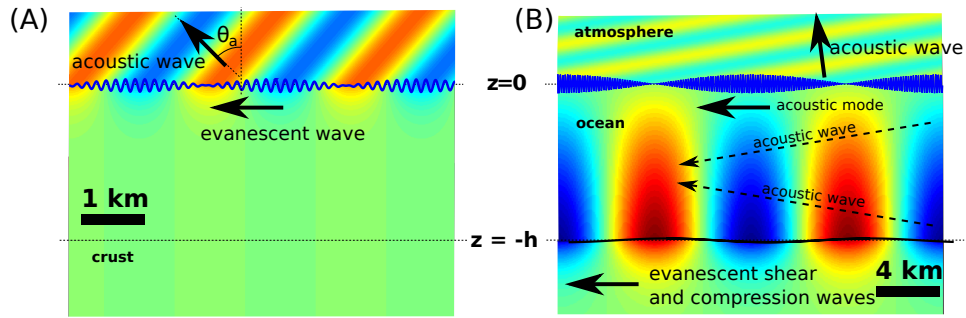 (A)
θa
acoustic wave
evanescent wave
1 km
crust
(B)
atmosphere
acoustic wave
z=0
acoustic mode
ocean
acoustic wave
acoustic wave
z = -h
evanescent shear
and compression waves
4 km